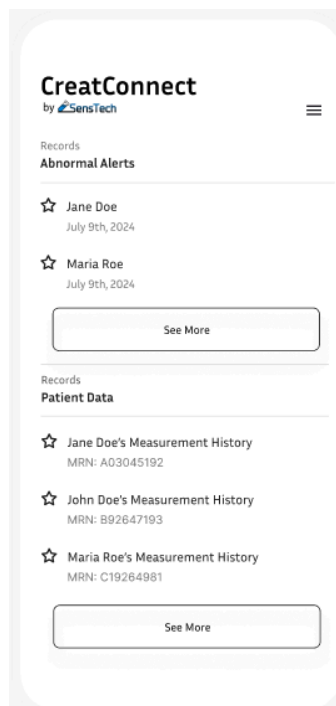 CreatConnect
by SensTech
Records
Abnormal Alerts
Jane Doe
July 9th, 2024
Maria Roe
July 9th, 2024
See More
Records
Patient Data
Jane Doe's Measurement History
MRN: A03045192
John Doe's Measurement History
MRN: B92647193
Maria Roe's Measurement History
MRN: C19264981
See More